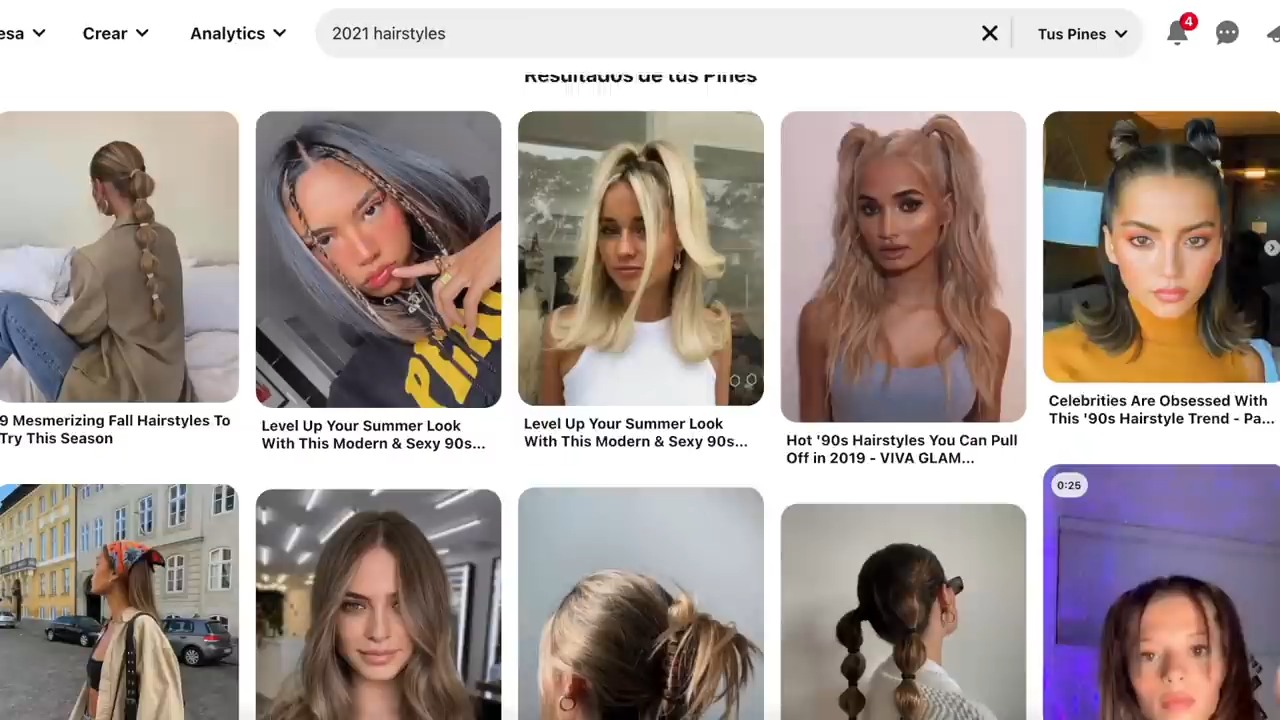 esa
Crear
Analytics
2021 hairstyles
Tus Pines
4
Resultados de tus Pines
9 Mesmerizing Fall Hairstyles To
Try This Season
Level Up Your Summer Look
With This Modern & Sexy 90s...
Level Up Your Summer Look
With This Modern & Sexy 90s...
Hot '90s Hairstyles You Can Pull
Off in 2019 - VIVA GLAM...
Celebrities Are Obsessed With
This '90s Hairstyle Trend - Pa...
0:25